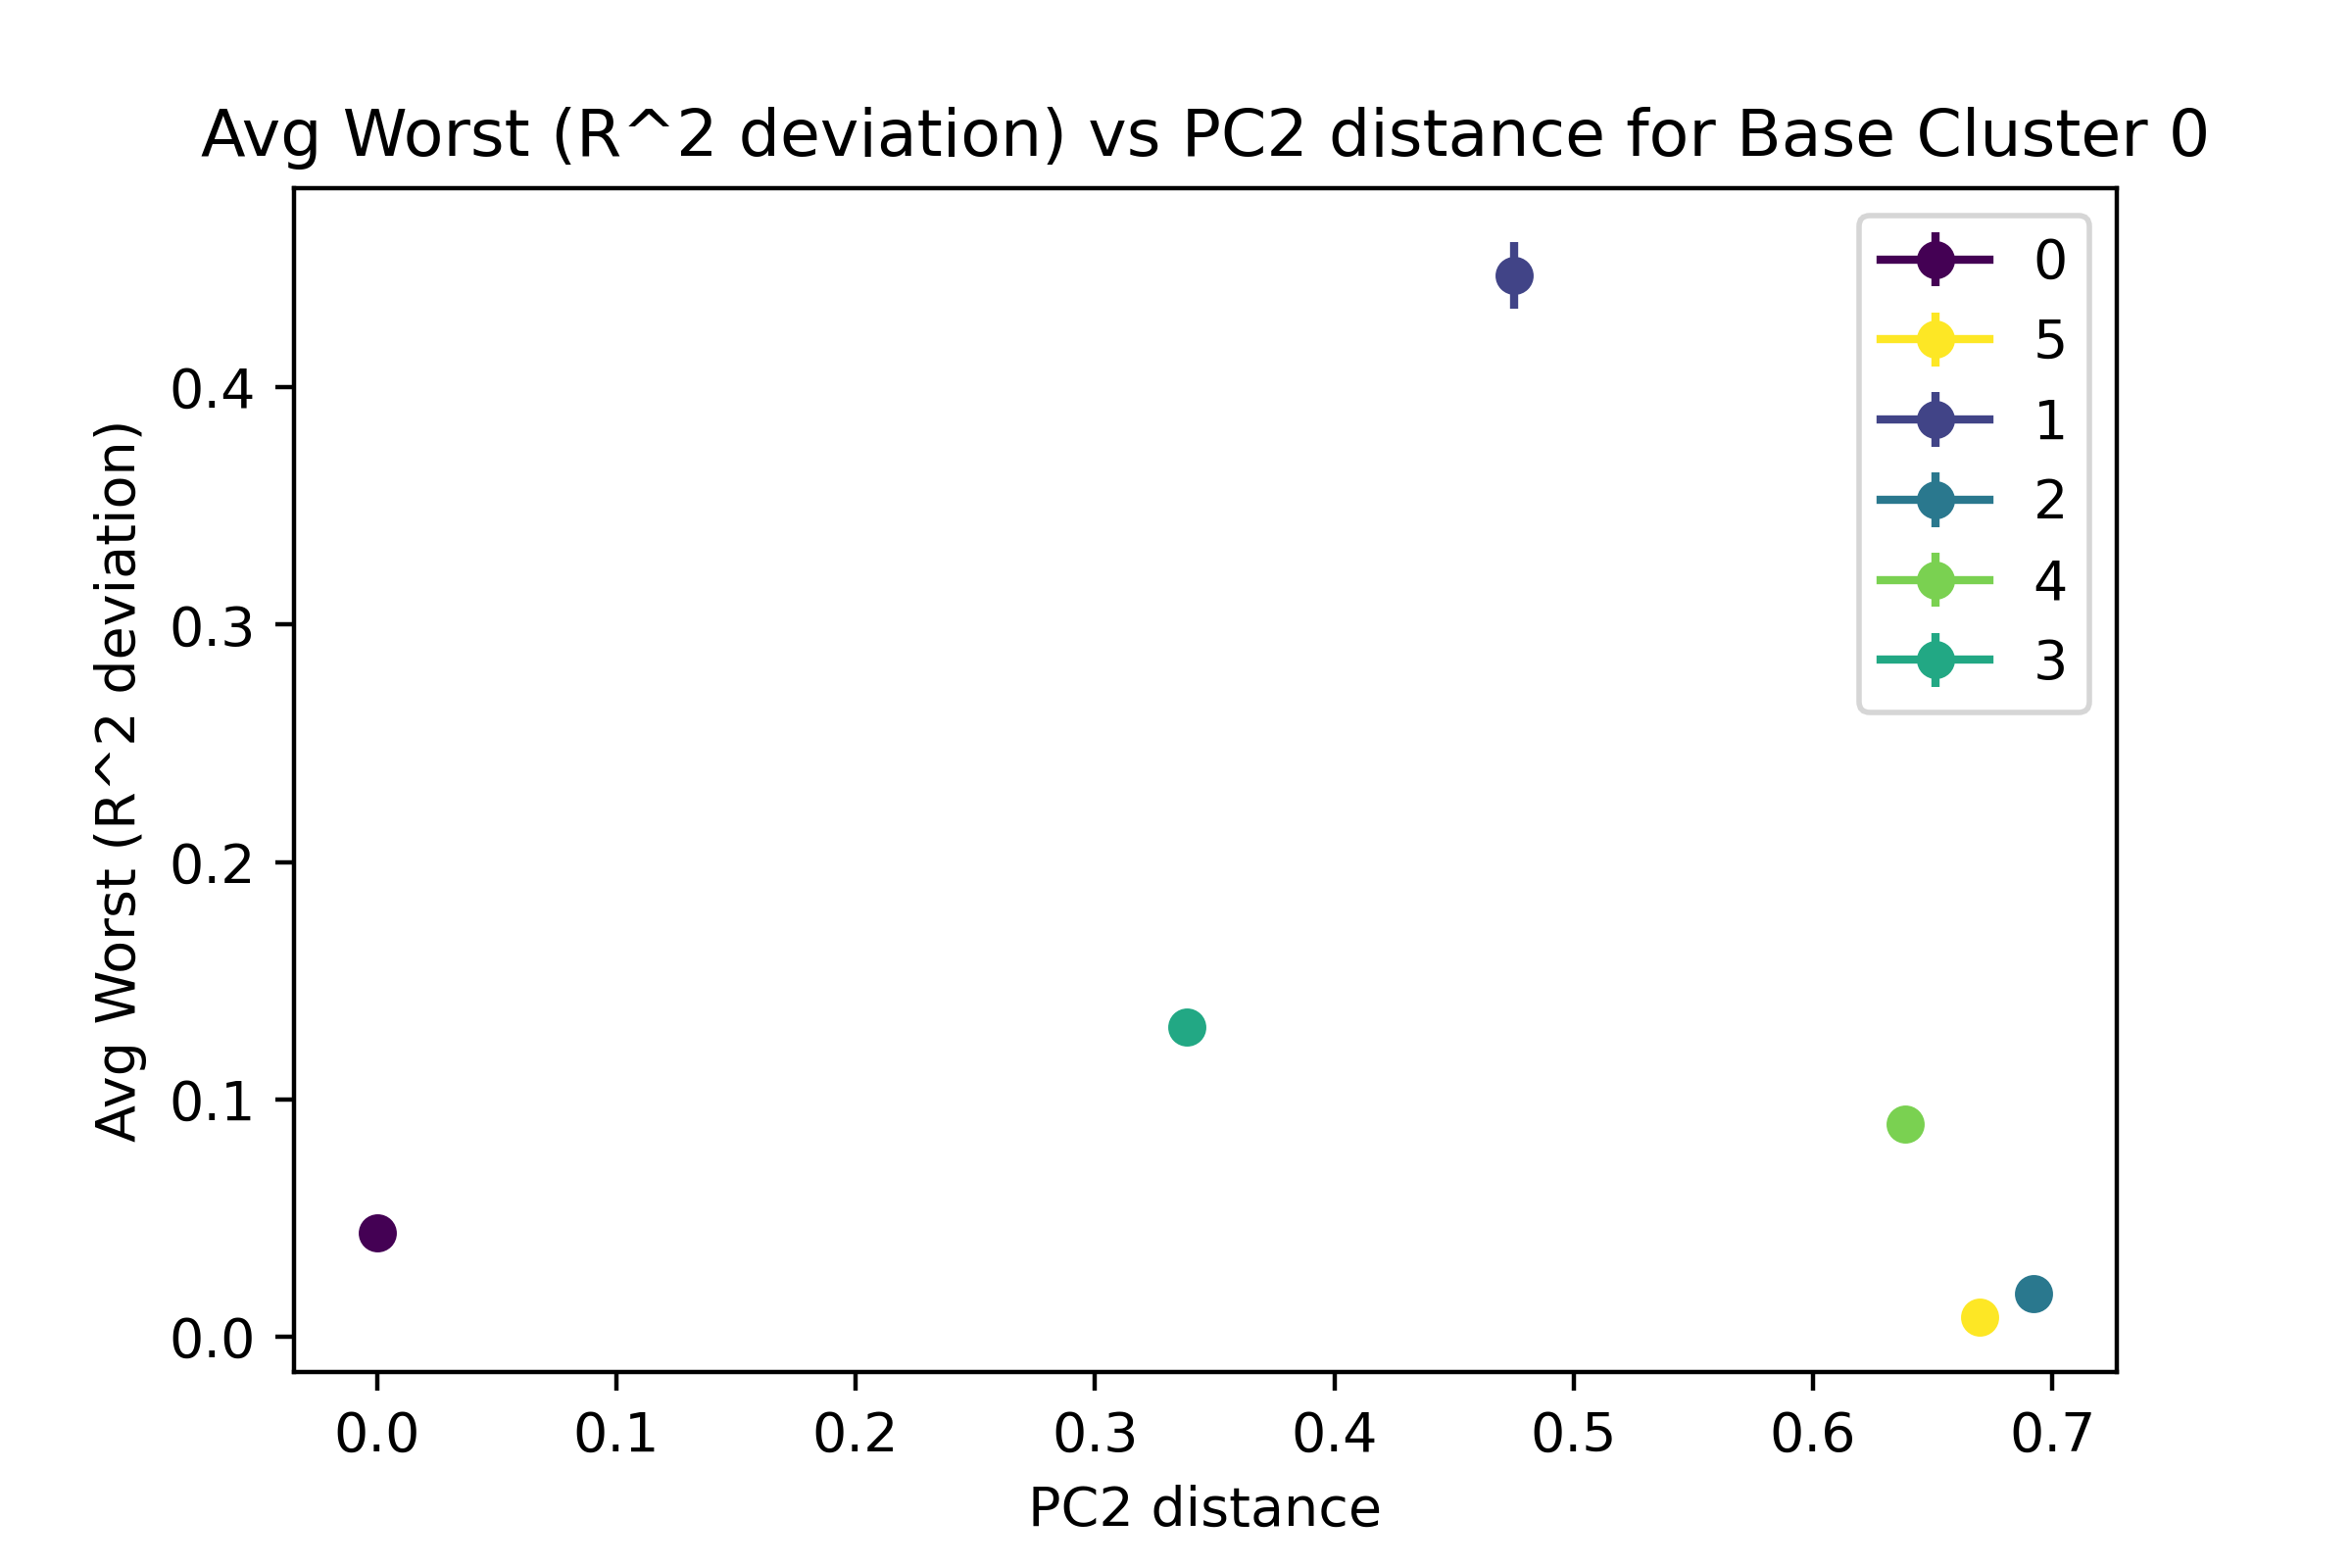 Avg Worst (R^2 deviation) vs PC2 distance for Base Cluster 0
0
5
1
2
4
3
Avg Worst (R^2 deviation)
0.4
0.3
0.2
0.1
0.0
0.0 0.1 0.2 0.3 0.4 0.5 0.6 0.7
PC2 distance